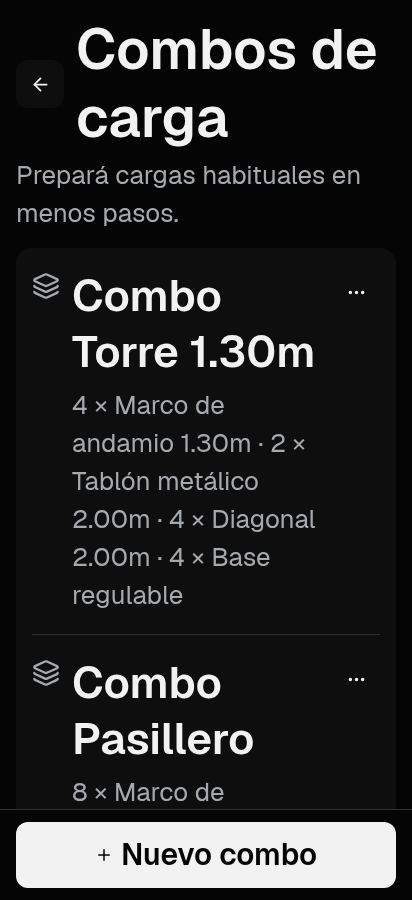 Combos de
carga
Prepará cargas habituales en
menos pasos.
Combo
Torre 1.30m
4 × Marco de
andamio 1.30m · 2 ×
Tablón metálico
2.00m · 4 × Diagonal
2.00m · 4 × Base
regulable
Combo
Pasillero
8 × Marco de
+ Nuevo combo